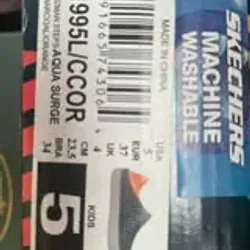 SKECHERS
MACHINE
WASHABLE
MADE IN CHINA
995L/CCOR
AQUA SURGE
USA 5
EUR 37
UK 4
CM 23.5
BRA 34
KIDS
5